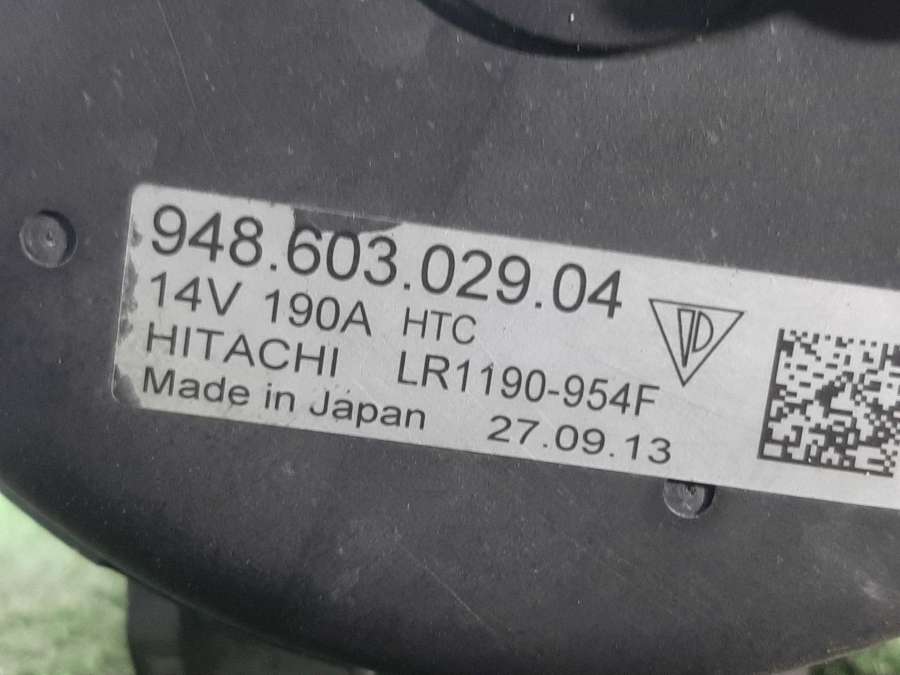 948.603.029.04
14V 190A HTC
HITACHI LR1190-954F
Made in Japan 27.09.13